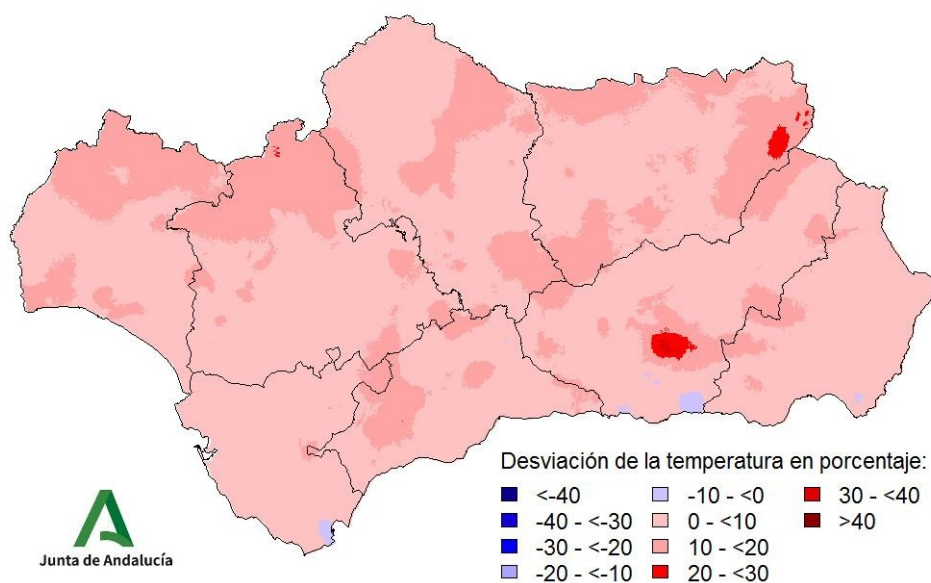 Desviación de la temperatura en porcentaje:
<-40
-40 - <-30
-30 - <-20
-20 - <-10
-10 - <0
0 - <10
10 - <20
20 - <30
30 - <40
>40
Junta de Andalucía